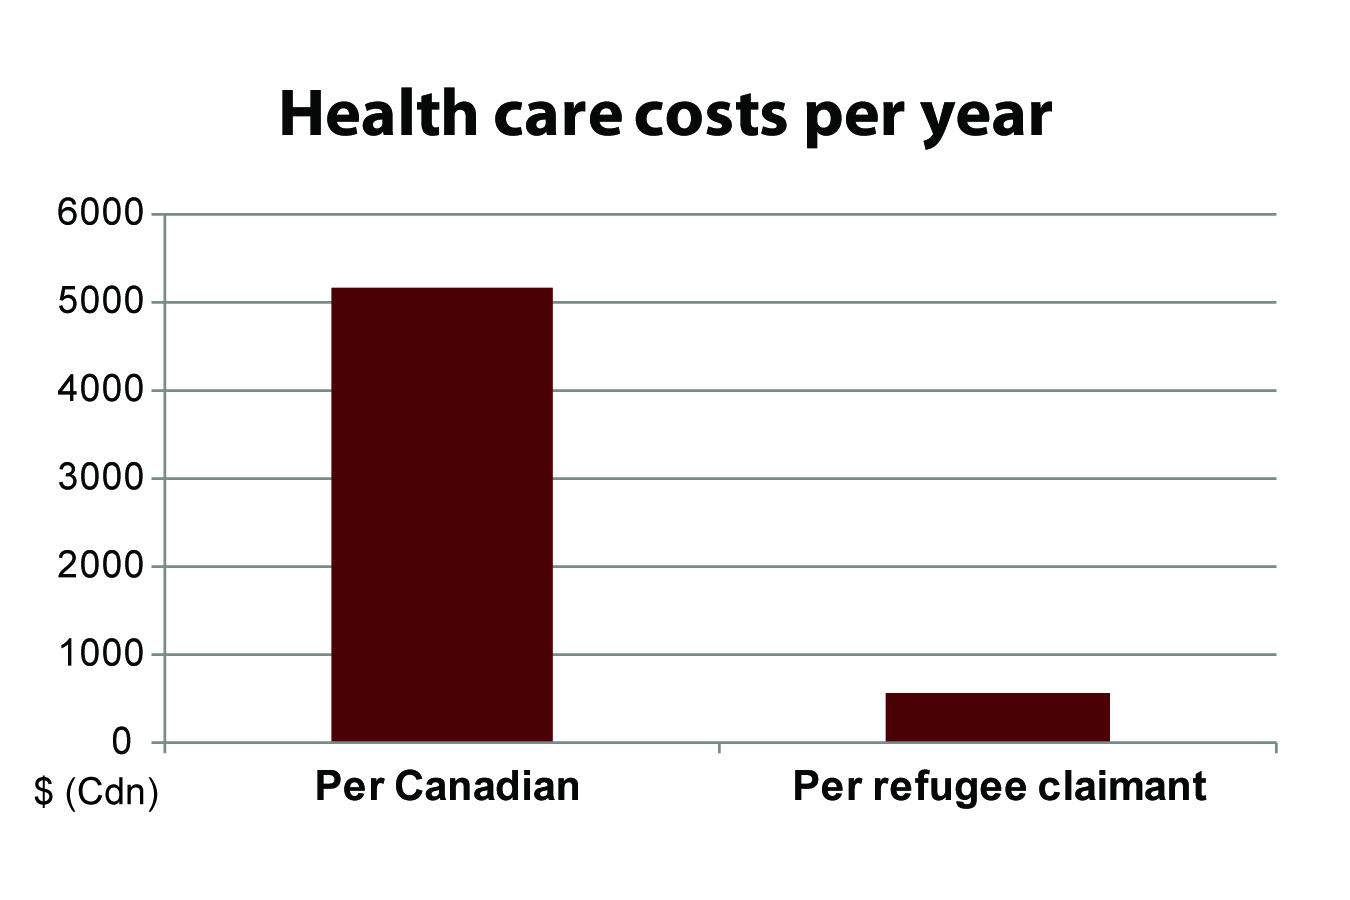 Health care costs per year
6000
5000
4000
3000
2000
1000
0
$ (Cdn)
Per Canadian
Per refugee claimant